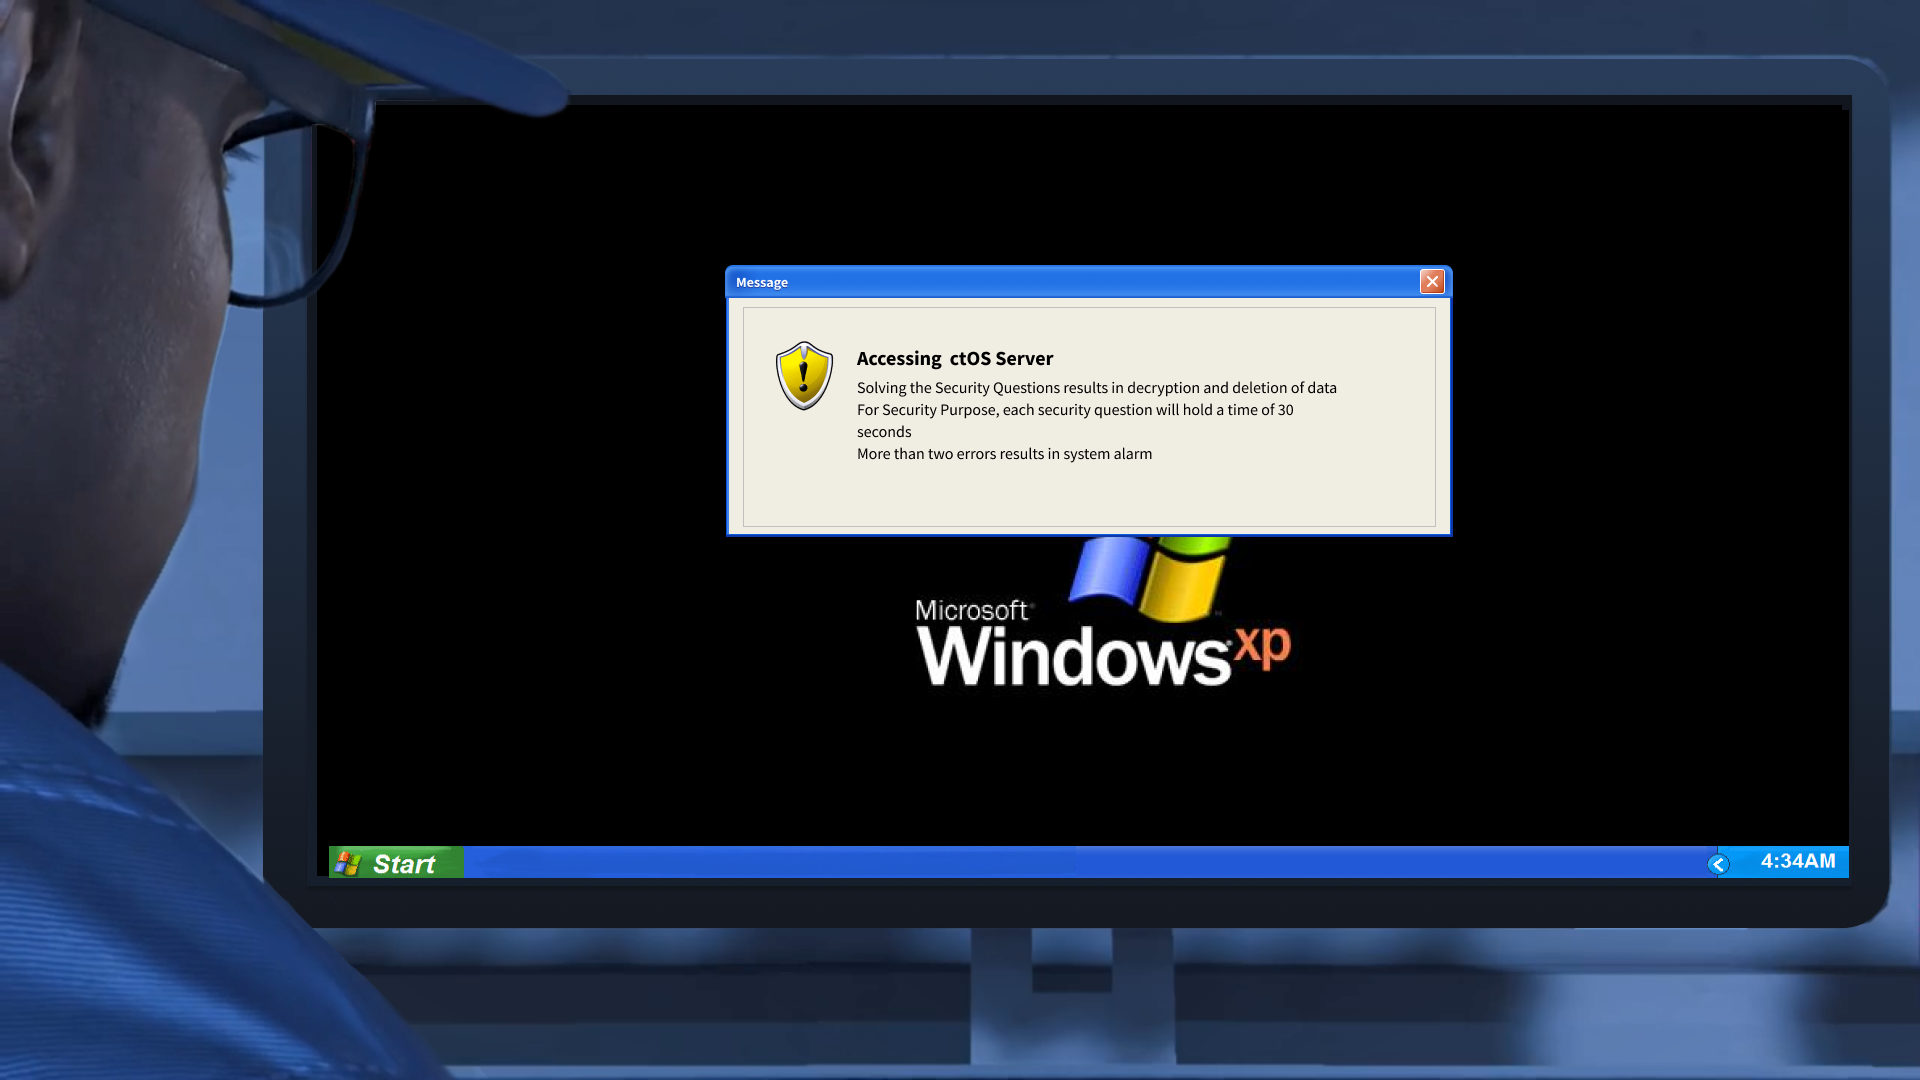 Message
Accessing  ctOS Server
Solving the Security Questions results in decryption and deletion of data
For Security Purpose, each security question will hold a time of 30
seconds
More than two errors results in system alarm
Microsoft
Windows xp
Start
4:34AM